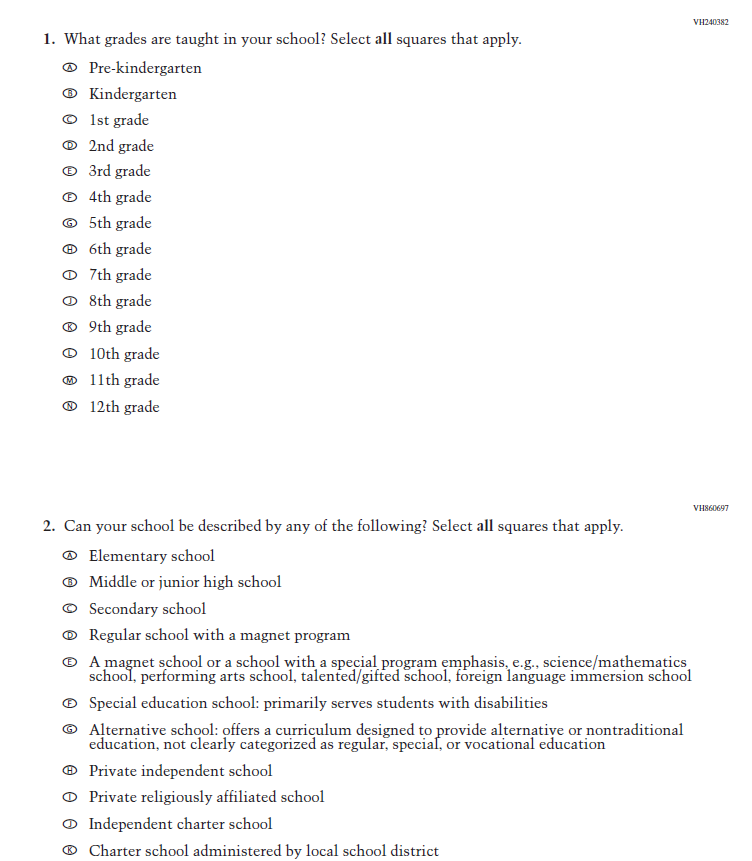 VH240382
1. What grades are taught in your school? Select all squares that apply.
A Pre-kindergarten
B Kindergarten
C 1st grade
D 2nd grade
E 3rd grade
F 4th grade
G 5th grade
H 6th grade
I 7th grade
J 8th grade
K 9th grade
L 10th grade
M 11th grade
N 12th grade
VH860697
2. Can your school be described by any of the following? Select all squares that apply.
A Elementary school
B Middle or junior high school
C Secondary school
D Regular school with a magnet program
E A magnet school or a school with a special program emphasis, e.g., science/mathematics
school, performing arts school, talented/gifted school, foreign language immersion school
F Special education school: primarily serves students with disabilities
G Alternative school: offers a curriculum designed to provide alternative or nontraditional
education, not clearly categorized as regular, special, or vocational education
H Private independent school
I Private religiously affiliated school
J Independent charter school
K Charter school administered by local school district